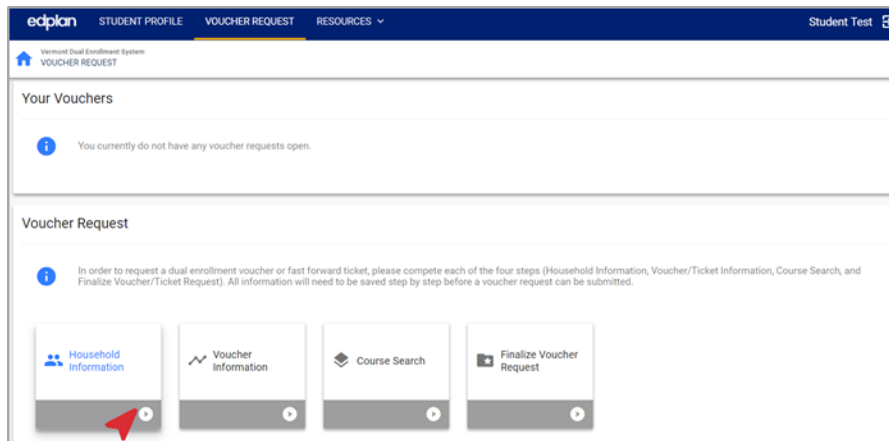 edplan STUDENT PROFILE VOUCHER REQUEST RESOURCES Student Test
Vermont Dual Enrollment System
VOUCHER REQUEST
Your Vouchers
You currently do not have any voucher requests open.
Voucher Request
In order to request a dual enrollment voucher or fast forward ticket, please compete each of the four steps (Household Information, Voucher/Ticket Information, Course Search, and
Finalize Voucher/Ticket Request). All information will need to be saved step by step before a voucher request can be submitted.
Household
Information
Voucher
Information
Course Search
Finalize Voucher
Request